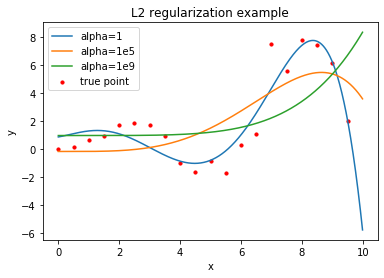 L2 regularization example
alpha=1
alpha=1e5
alpha=1e9
true point
y
8
6
4
2
0
−2
−4
−6
0 2 4 6 8 10
x